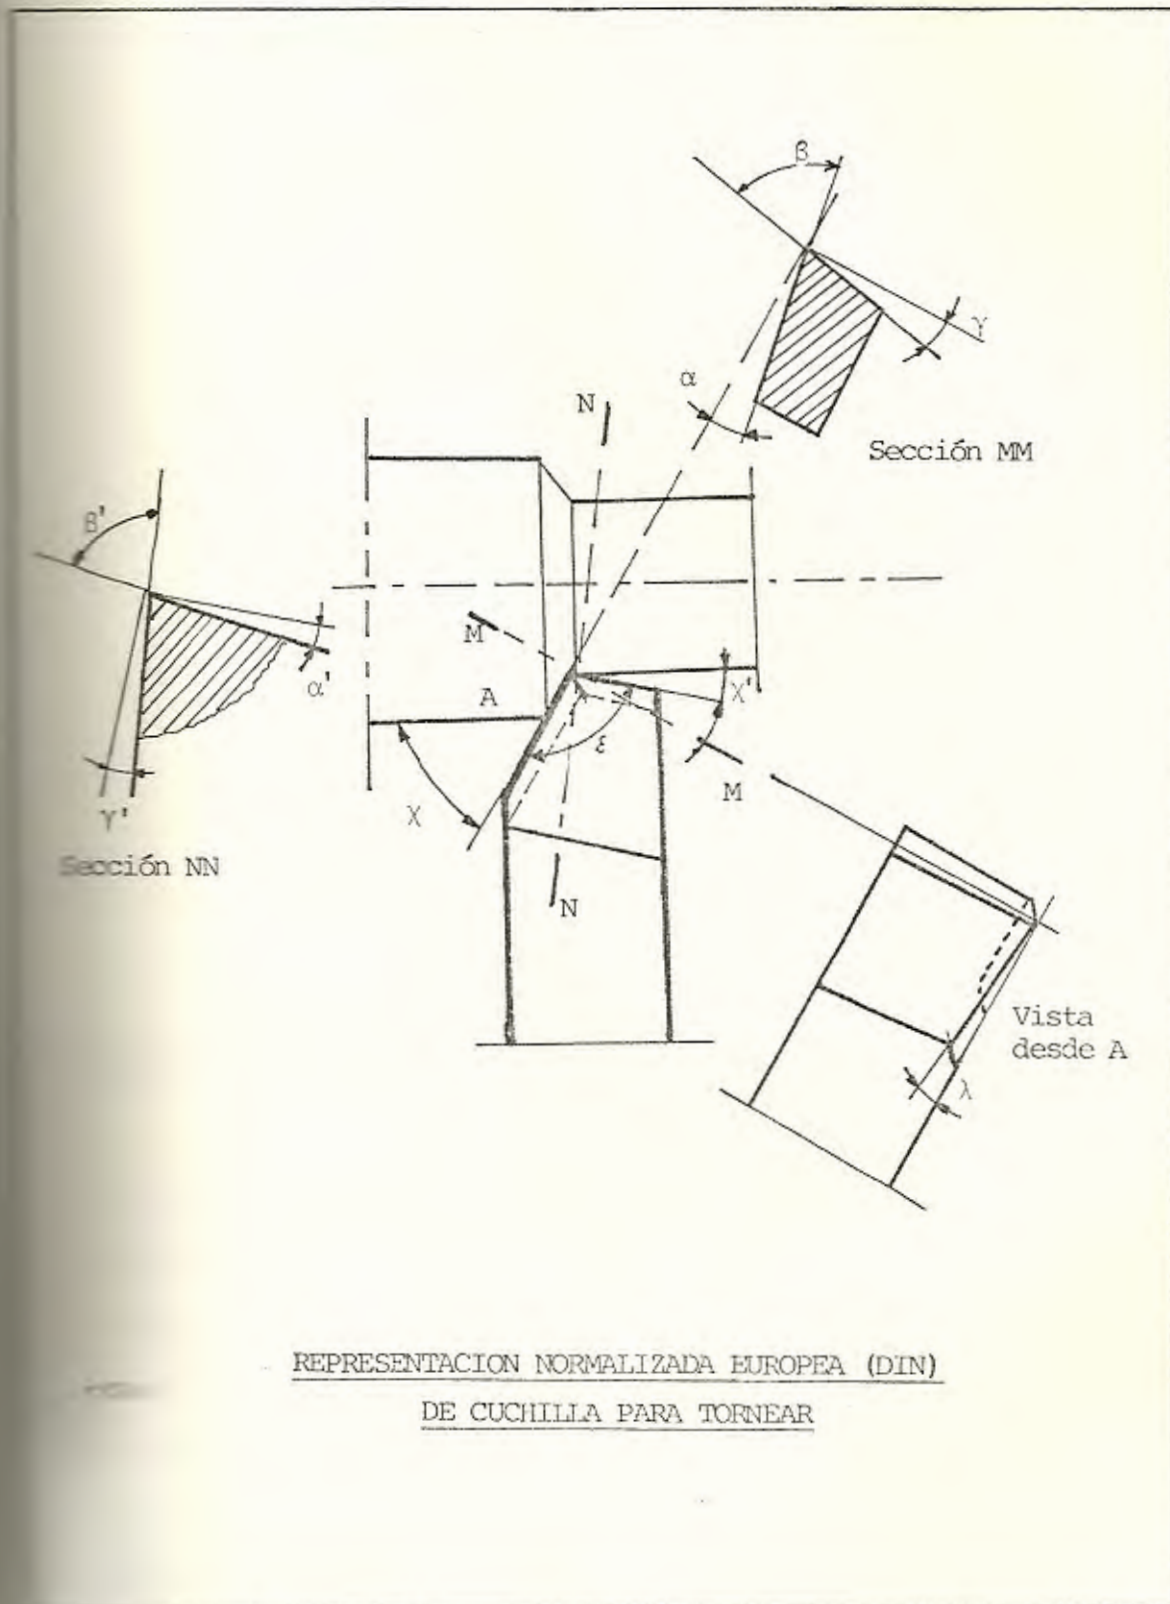 β
γ
α
N
Sección MM
β'
M
A
χ'
α'
ε
M
χ
γ'
Sección NN
N
Vista
desde A
λ
REPRESENTACION NORMALIZADA EUROPEA (DIN)
DE CUCHILLA PARA TORNEAR